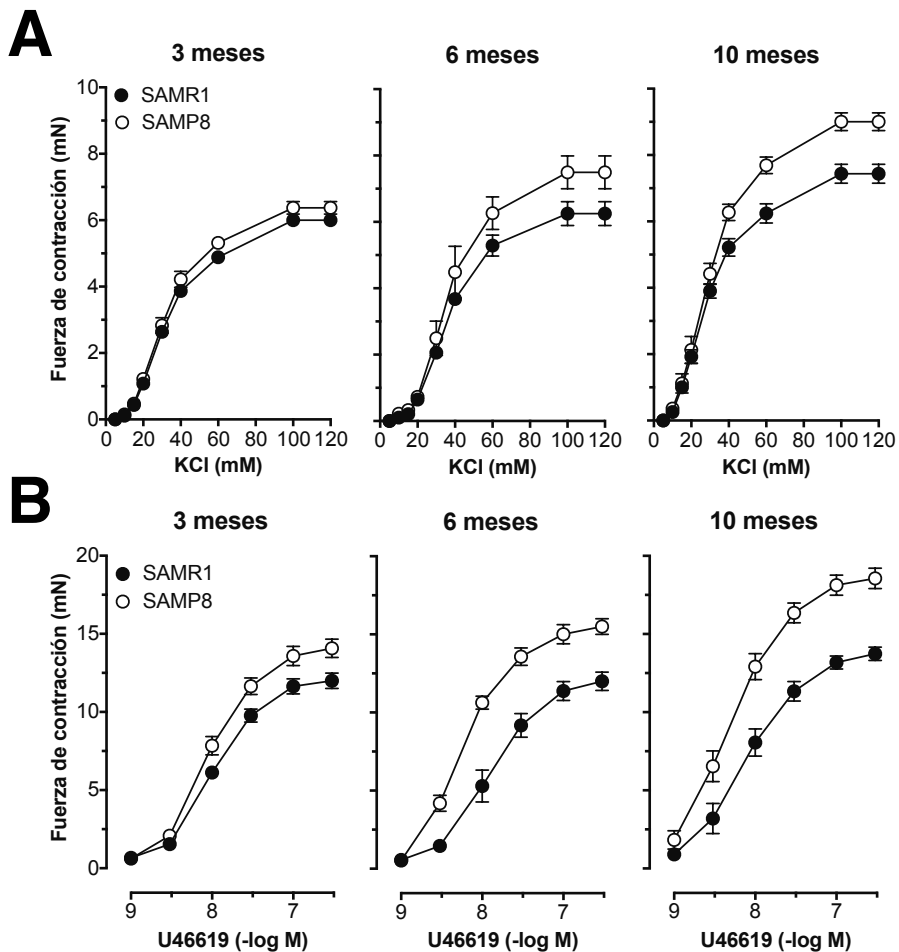 A
3 meses
6 meses
10 meses
SAMR1
SAMP8
Fuerza de contracción (mN)
10
8
6
4
2
0
0 20 40 60 80 100 120
0 20 40 60 80 100 120
0 20 40 60 80 100 120
KCl (mM)
KCl (mM)
KCl (mM)
B
3 meses
6 meses
10 meses
SAMR1
SAMP8
Fuerza de contracción (mN)
20
15
10
5
0
9 8 7
9 8 7
9 8 7
U46619 (-log M)
U46619 (-log M)
U46619 (-log M)